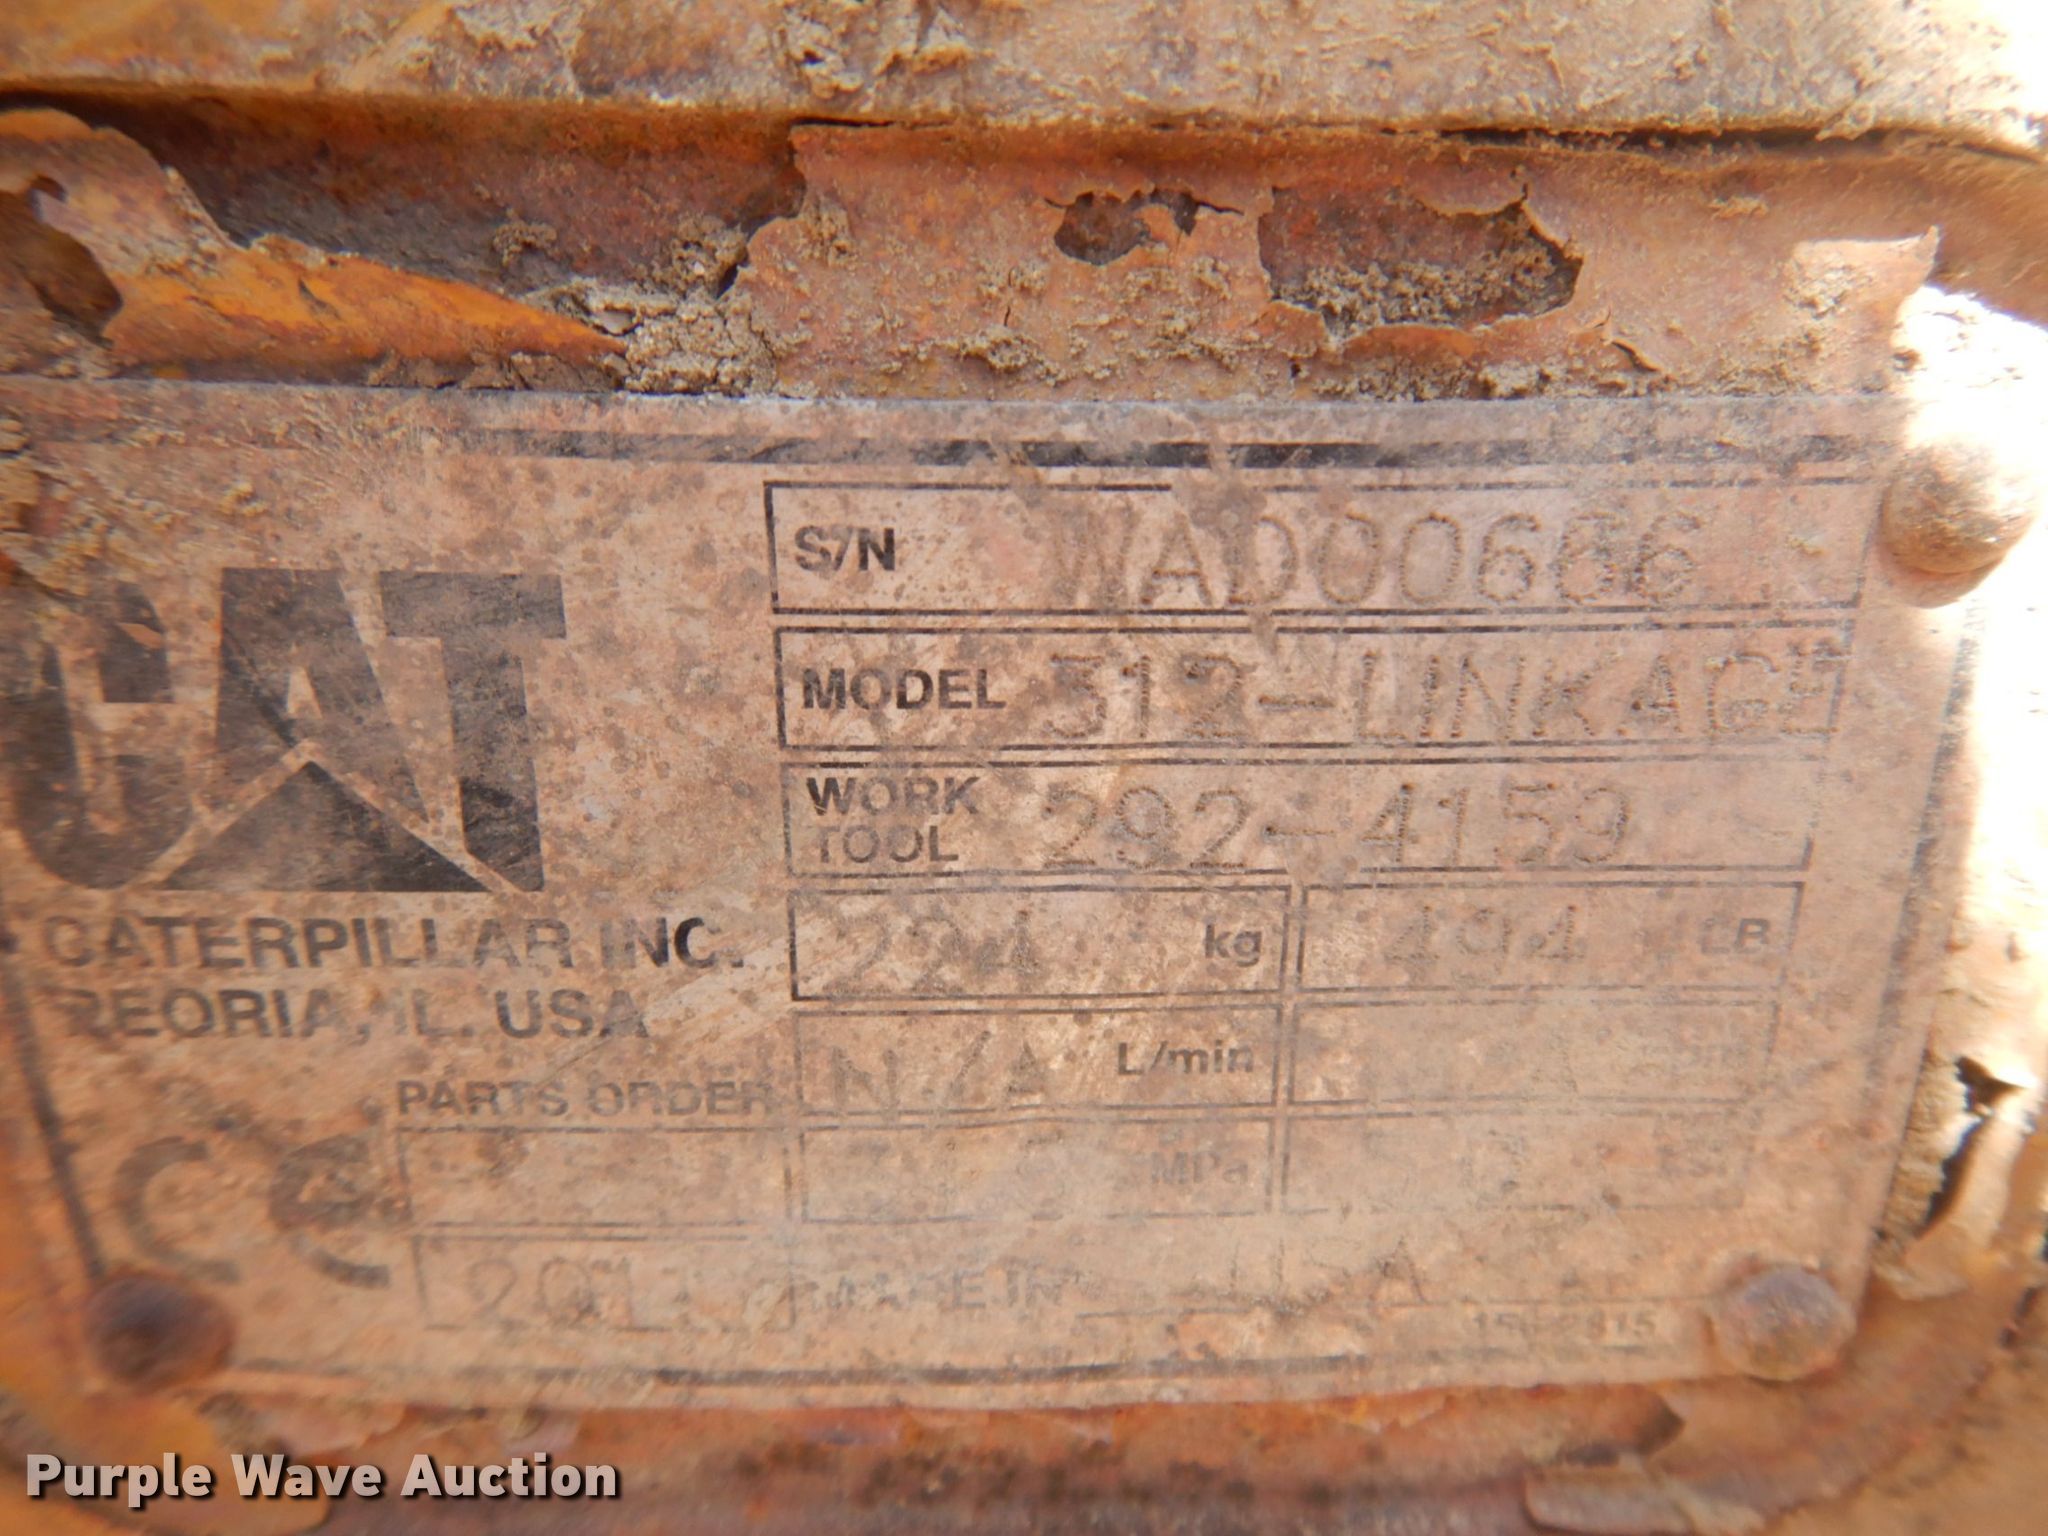 S/N WAD00666
MODEL 312-LINKAGE
WORK TOOL 292-4159
224 kg 494 LB
N/A L/min
MPa
CAT
CATERPILLAR INC.
PEORIA, IL. USA
PARTS ORDER
CE
MADE IN USA
Purple Wave Auction